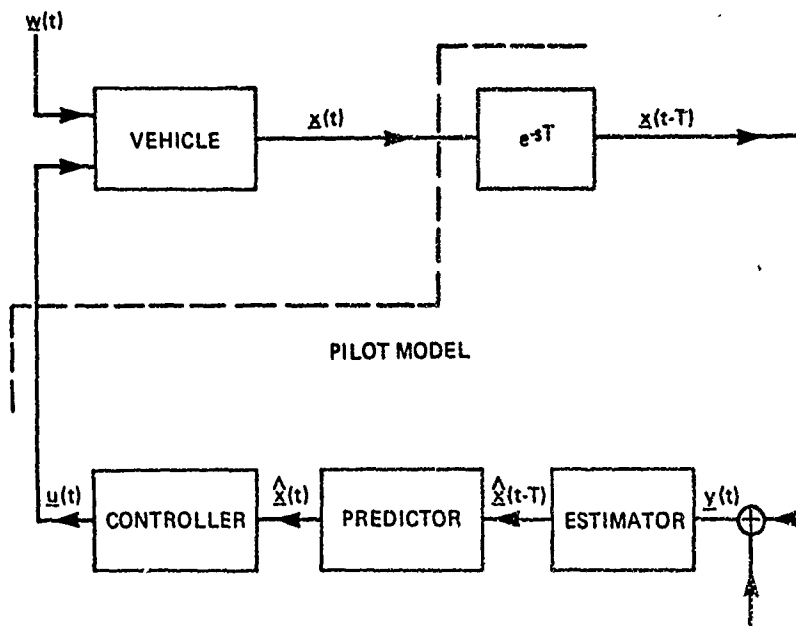 w(t)
VEHICLE
x(t)
e-sT
x(t-T)
PILOT MODEL
u(t)
CONTROLLER
x̂(t)
PREDICTOR
x̂(t-T)
ESTIMATOR
y(t)
+